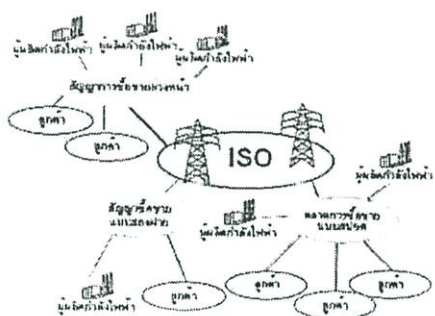 ผู้ผลิตกำลังไฟฟ้า
ผู้ผลิตกำลังไฟฟ้า
ผู้ผลิตกำลังไฟฟ้า
สัญญาการซื้อขายล่วงหน้า
ลูกค้า
ลูกค้า
ISO
ผู้ผลิตกำลังไฟฟ้า
สัญญาซื้อขาย
แบบสองฝ่าย
ผู้ผลิตกำลังไฟฟ้า
ตลาดการซื้อขาย
แบบสปอต
ผู้ผลิตกำลังไฟฟ้า
ลูกค้า
ลูกค้า
ลูกค้า
ลูกค้า